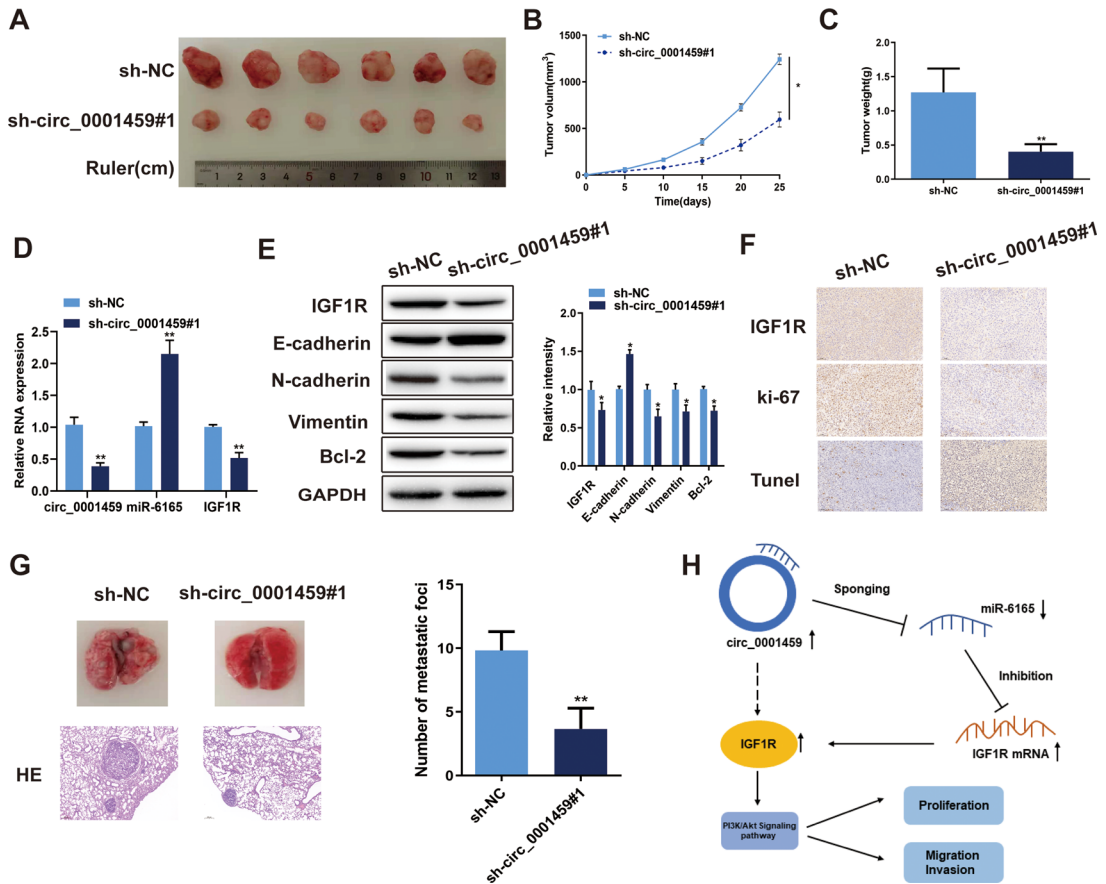 A
sh-NC
sh-circ_0001459#1
Ruler(cm)
1 2 3 4 5 6 7 8 9 10 11 12 13
B
sh-NC
sh-circ_0001459#1
Tumor volum(mm3)
1500
1000
500
0
*
0 5 10 15 20 25
Time(days)
C
Tumor weight(g)
2.0
1.5
1.0
0.5
0.0
**
sh-NC sh-circ_0001459#1
D
sh-NC
sh-circ_0001459#1
Relative RNA expression
2.5
2.0
1.5
1.0
0.5
0.0
** ** **
circ_0001459 miR-6165 IGF1R
E
sh-NC sh-circ_0001459#1
IGF1R
E-cadherin
N-cadherin
Vimentin
Bcl-2
GAPDH
sh-NC
sh-circ_0001459#1
Relative intensity
2.0
1.5
1.0
0.5
0.0
* * * * *
IGF1R E-cadherin N-cadherin Vimentin Bcl-2
F
sh-NC sh-circ_0001459#1
IGF1R
ki-67
Tunel
G
sh-NC sh-circ_0001459#1
HE
Number of metastatic foci
15
10
5
0
**
sh-NC sh-circ_0001459#1
H
Sponging
miR-6165
circ_0001459
Inhibition
IGF1R
IGF1R mRNA
PI3K/Akt Signaling
pathway
Proliferation
Migration
Invasion